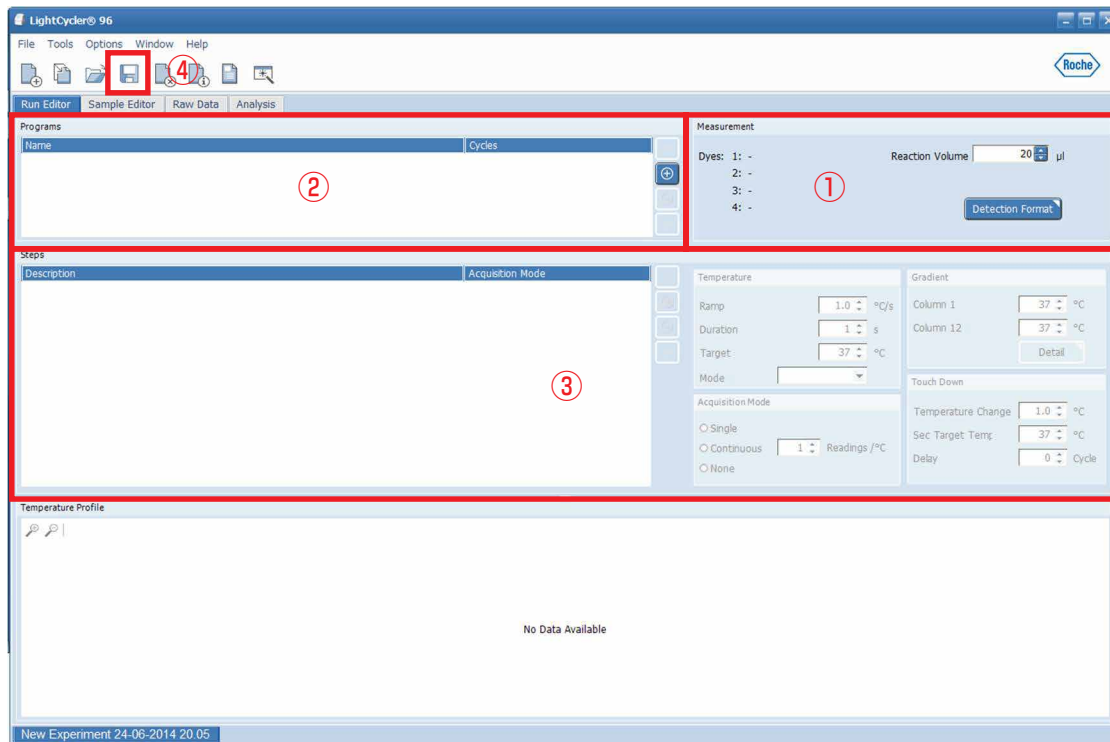 LightCycler® 96
File Tools Options Window Help
④
Roche
Run Editor Sample Editor Raw Data Analysis
Programs
Name Cycles
②
Measurement
Dyes: 1: - Reaction Volume 20 µl
2: -
3: -
4: -
①
Detection Format
Steps
Description Acquisition Mode
③
Temperature
Ramp 1.0 °C/s
Duration 1 s
Target 37 °C
Mode
Acquisition Mode
Single
Continuous 1 Readings /°C
None
Gradient
Column 1 37 °C
Column 12 37 °C
Detail
Touch Down
Temperature Change 1.0 °C
Sec Target Temp 37 °C
Delay 0 Cycle
Temperature Profile
No Data Available
New Experiment 24-06-2014 20.05